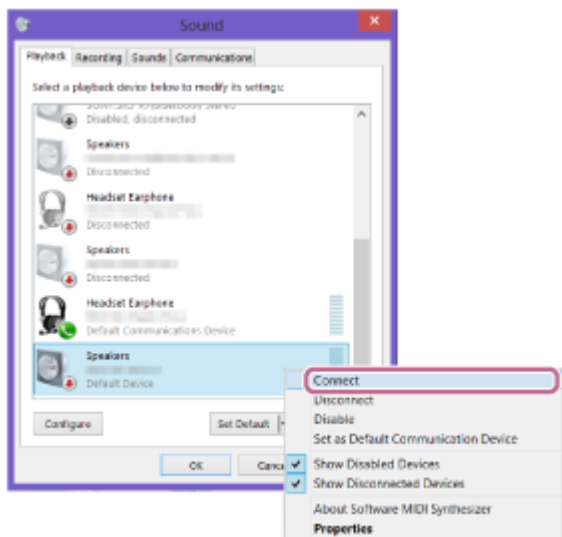 Sound
Playback Recording Sounds Communications
Select a playback device below to modify its settings:
Disabled, disconnected
Speakers
Disconnected
Headset Earphone
Disconnected
Speakers
Disconnected
Headset Earphone
Default Communications Device
Speakers
Default Device
Configure
Set Default
OK
Cance
Connect
Disconnect
Disable
Set as Default Communication Device
Show Disabled Devices
Show Disconnected Devices
About Software MIDI Synthesizer
Properties